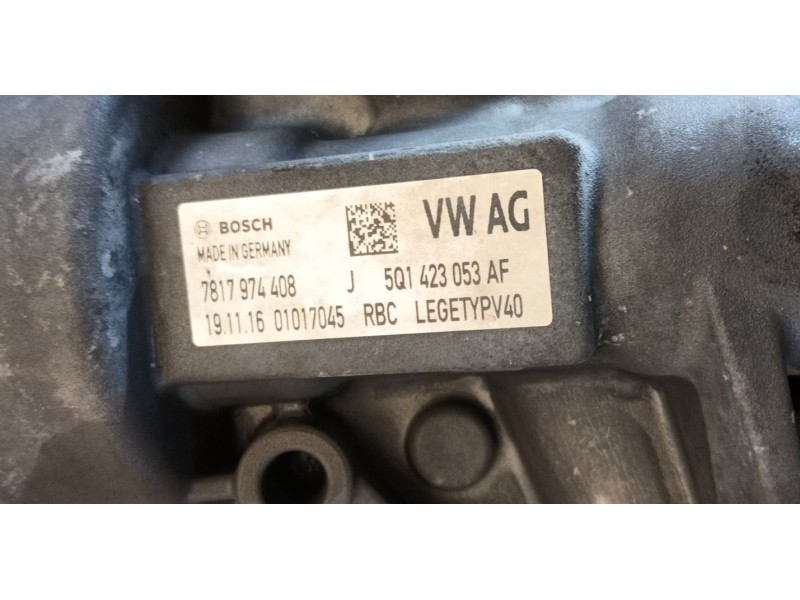 BOSCH
MADE IN GERMANY
VW AG
7817 974 408 J 5Q1 423 053 AF
19.11.16 01017045 RBC LEGETYPV40